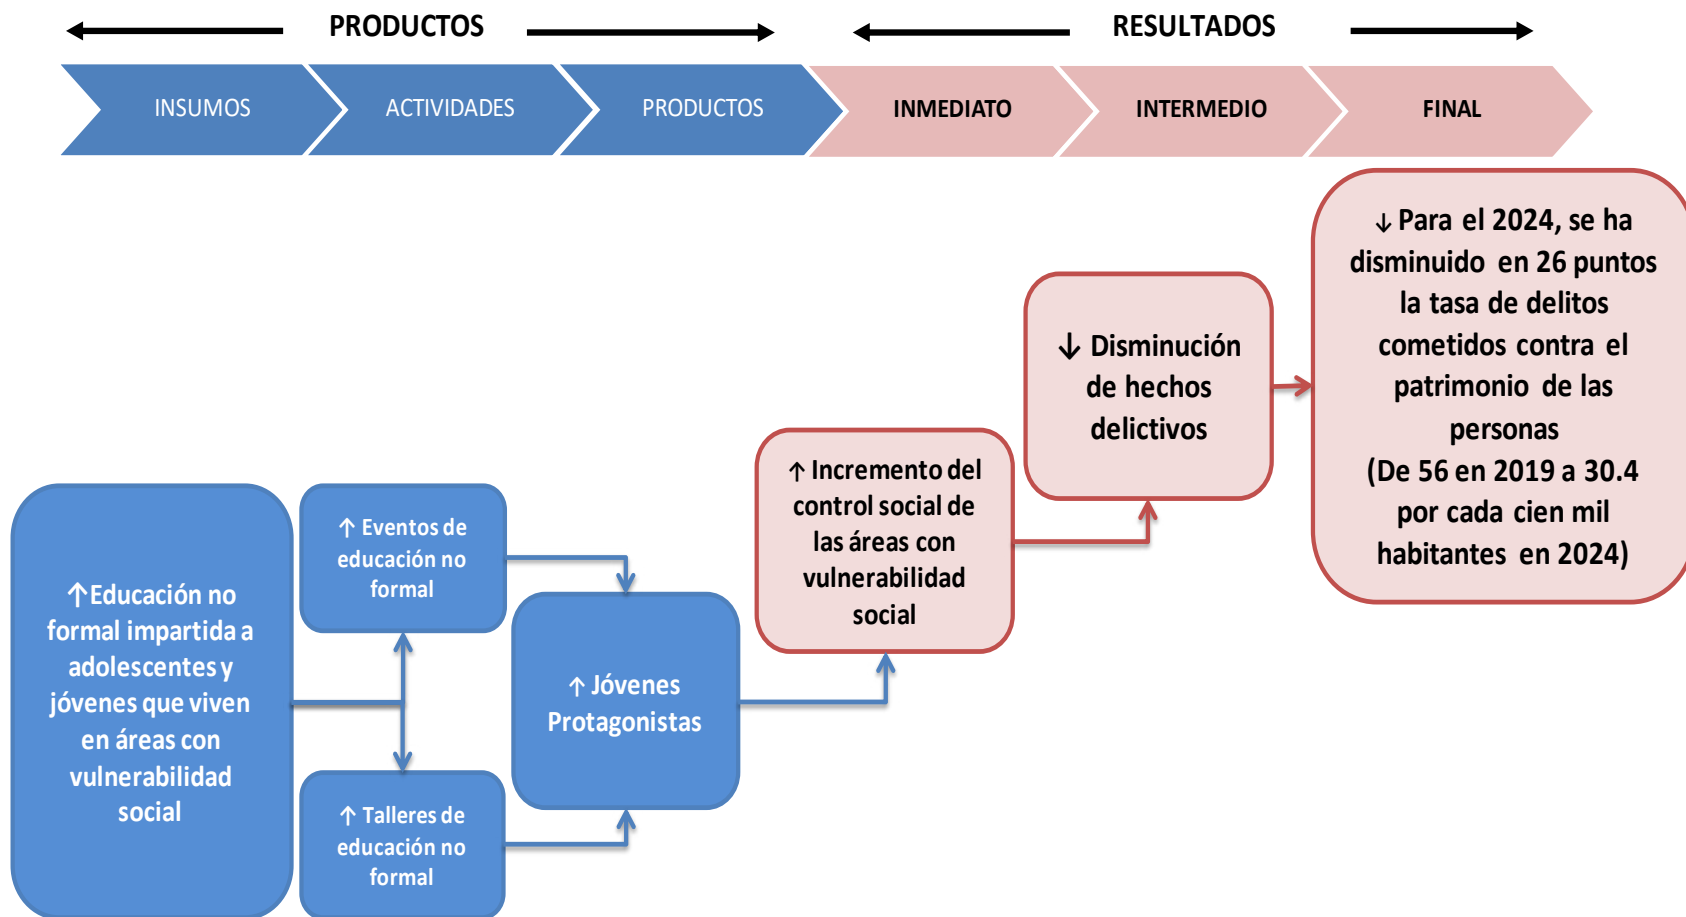 PRODUCTOS
RESULTADOS
INSUMOS
ACTIVIDADES
PRODUCTOS
INMEDIATO
INTERMEDIO
FINAL
↑Educación no
formal impartida a
adolescentes y
jóvenes que viven
en áreas con
vulnerabilidad
social
↑ Eventos de
educación no
formal
↑ Talleres de
educación no
formal
↑ Jóvenes
Protagonistas
↑ Incremento del
control social de
las áreas con
vulnerabilidad
social
↓ Disminución
de hechos
delictivos
↓ Para el 2024, se ha
disminuido en 26 puntos
la tasa de delitos
cometidos contra el
patrimonio de las
personas
(De 56 en 2019 a 30.4
por cada cien mil
habitantes en 2024)